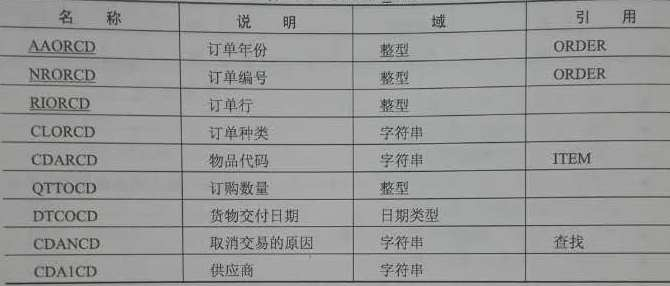 名 称 说 明 域 引 用
AAORCD 订单年份 整型 ORDER
NRORCD 订单编号 整型 ORDER
RIORCD 订单行 整型
CLORCD 订单种类 字符串
CDARCD 物品代码 字符串 ITEM
QTTOCD 订购数量 整型
DTCOCD 货物交付日期 日期类型
CDANCD 取消交易的原因 字符串 查找
CDA1CD 供应商 字符串